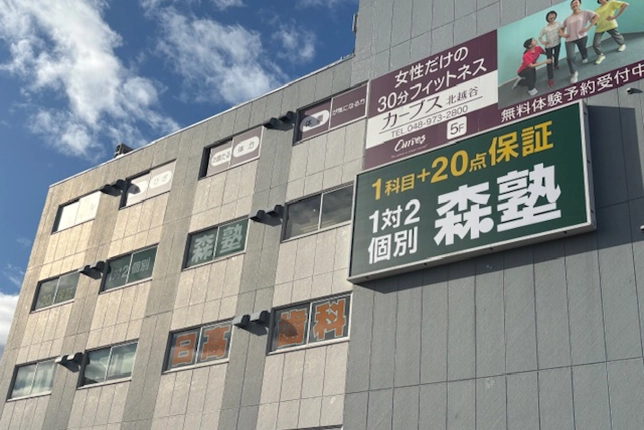 女性だけの
30分フィットネス
カーブス 北越谷
TEL.048-973-2800
Curves 5F
無料体験予約受付中
1科目+20点保証
1対2
個別
森塾
森塾
個別
歯科